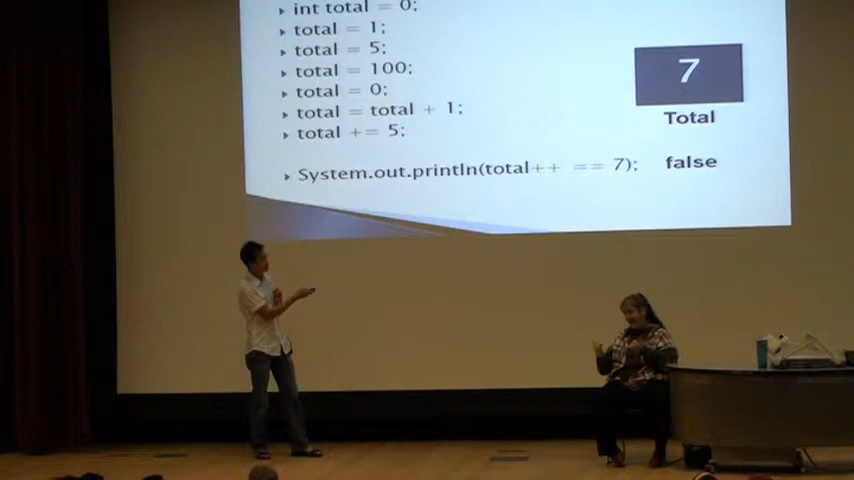 int total = 0;
total = 1;
total = 5;
total = 100;
total = 0;
total = total + 1;
total += 5;
System.out.println(total++ == 7);
false
7
Total